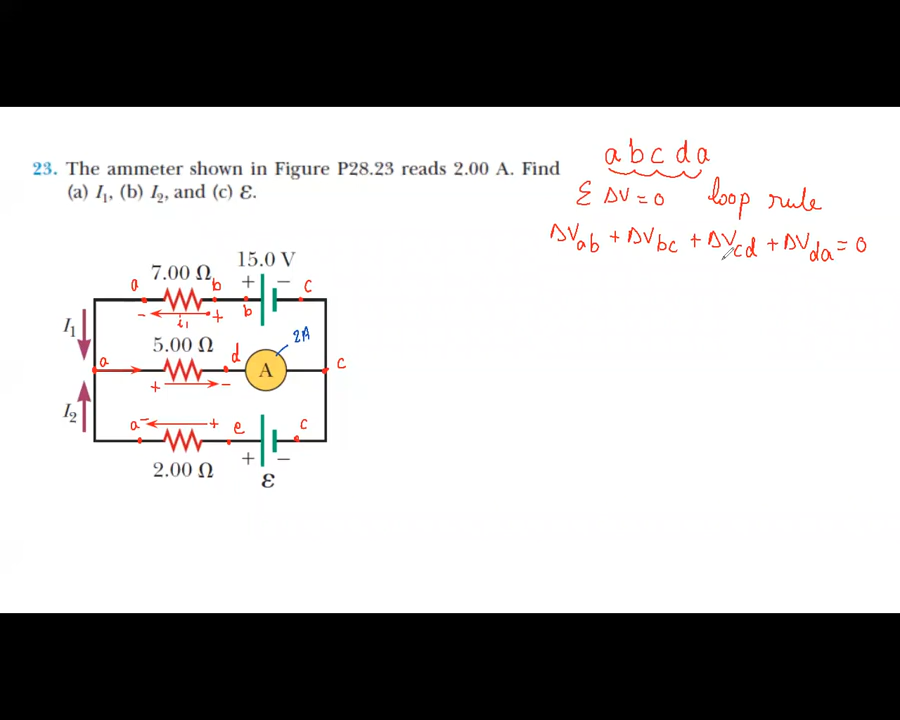 23. The ammeter shown in Figure P28.23 reads 2.00 A. Find
(a) I₁, (b) I₂, and (c) ℰ.
a b c d a
Σ ΔV = 0 loop rule
ΔVab + ΔVbc + ΔVcd + ΔVda = 0
15.0 V
7.00 Ω
a b + − c
b
− i₁ +
I₁
5.00 Ω
2A
a d A c
+ −
I₂
a − + e c
+ −
2.00 Ω
ℰ